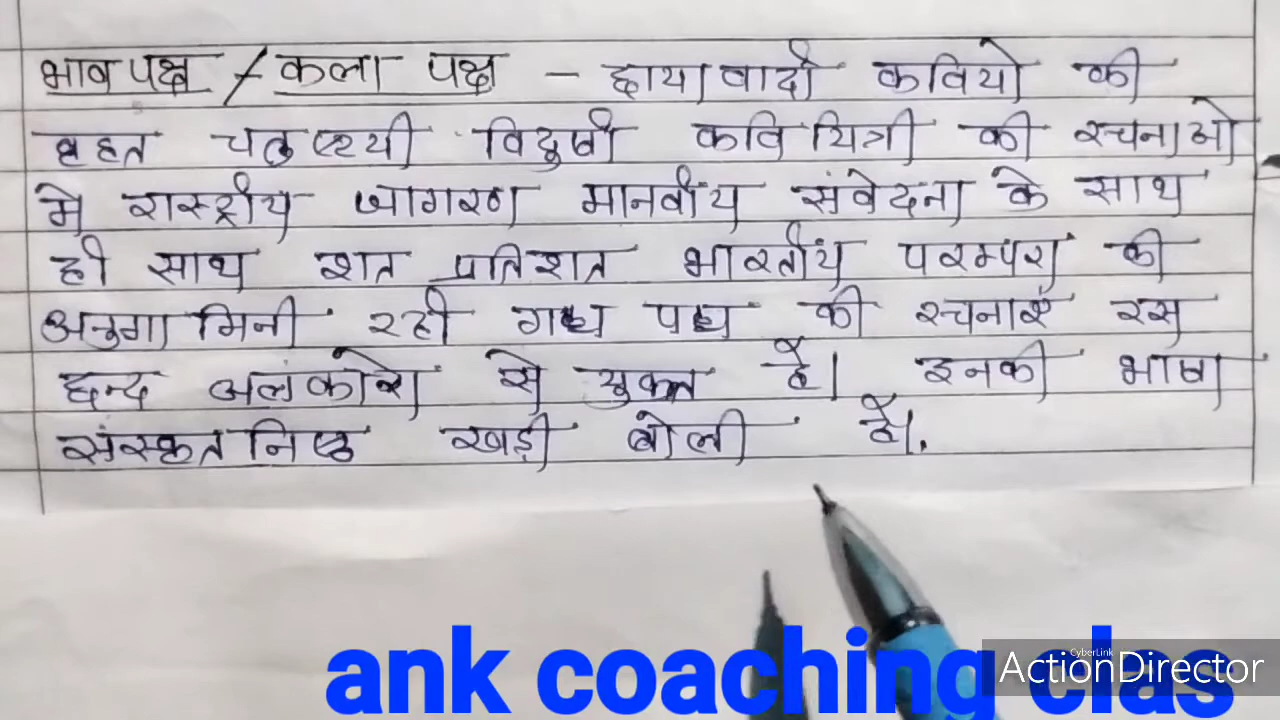 भाव पक्ष / कला पक्ष - छायावादी कवियो की
वृहत चतुष्टयी विदुषी कवियित्री की रचनाओ
मे रास्ट्रीय जागरण मानवीय संवेदना के साथ
ही साथ शत प्रतिशत भारतीय परम्परा की
अनुगामिनी रही गद्य पद्य की रचनाएं रस
छन्द अलंकारो से युक्त है। इनकी भाषा
संस्कृतनिष्ठ खड़ी बोली है।.
ank coaching clas
CyberLink
ActionDirector